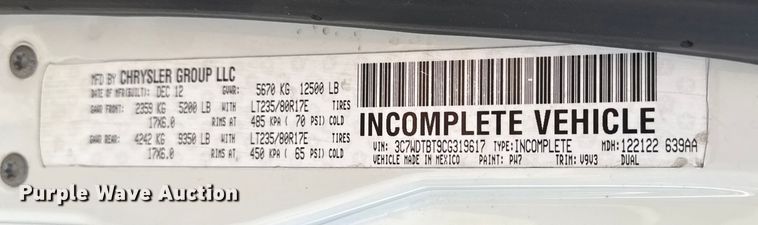 MFD BY CHRYSLER GROUP LLC
DATE OF MFR(BUILT): DEC 12 GVWR: 5670 KG 12500 LB
GAWR FRONT: 2359 KG 5200 LB WITH LT235/80R17E TIRES
17X6.0 RIMS AT 485 KPA ( 70 PSI) COLD
GAWR REAR: 4242 KG 9350 LB WITH LT235/80R17E TIRES
17X6.0 RIMS AT 450 KPA ( 65 PSI) COLD
INCOMPLETE VEHICLE
VIN: 3C7WDTBT9CG319617 TYPE: INCOMPLETE MDH: 122122 639AA
VEHICLE MADE IN MEXICO PAINT: PW7 TRIM: V9V3 DUAL
Purple Wave Auction